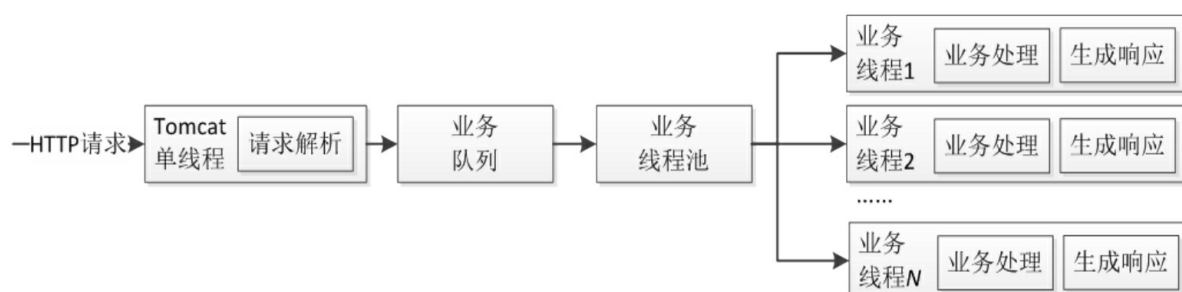 HTTP请求
Tomcat
单线程
请求解析
业务
队列
业务
线程池
业务
线程1
业务处理
生成响应
业务
线程2
业务处理
生成响应
......
业务
线程N
业务处理
生成响应